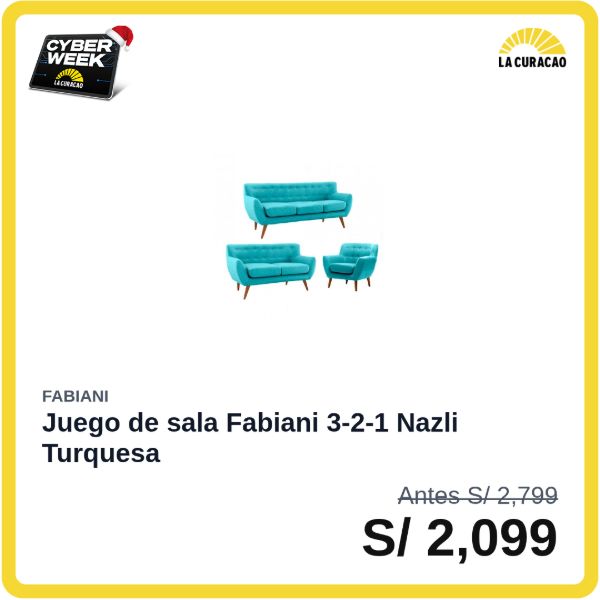 CYBER
WEEK
LA CURACAO
LA CURACAO
FABIANI
Juego de sala Fabiani 3-2-1 Nazli
Turquesa
Antes S/ 2,799
S/ 2,099